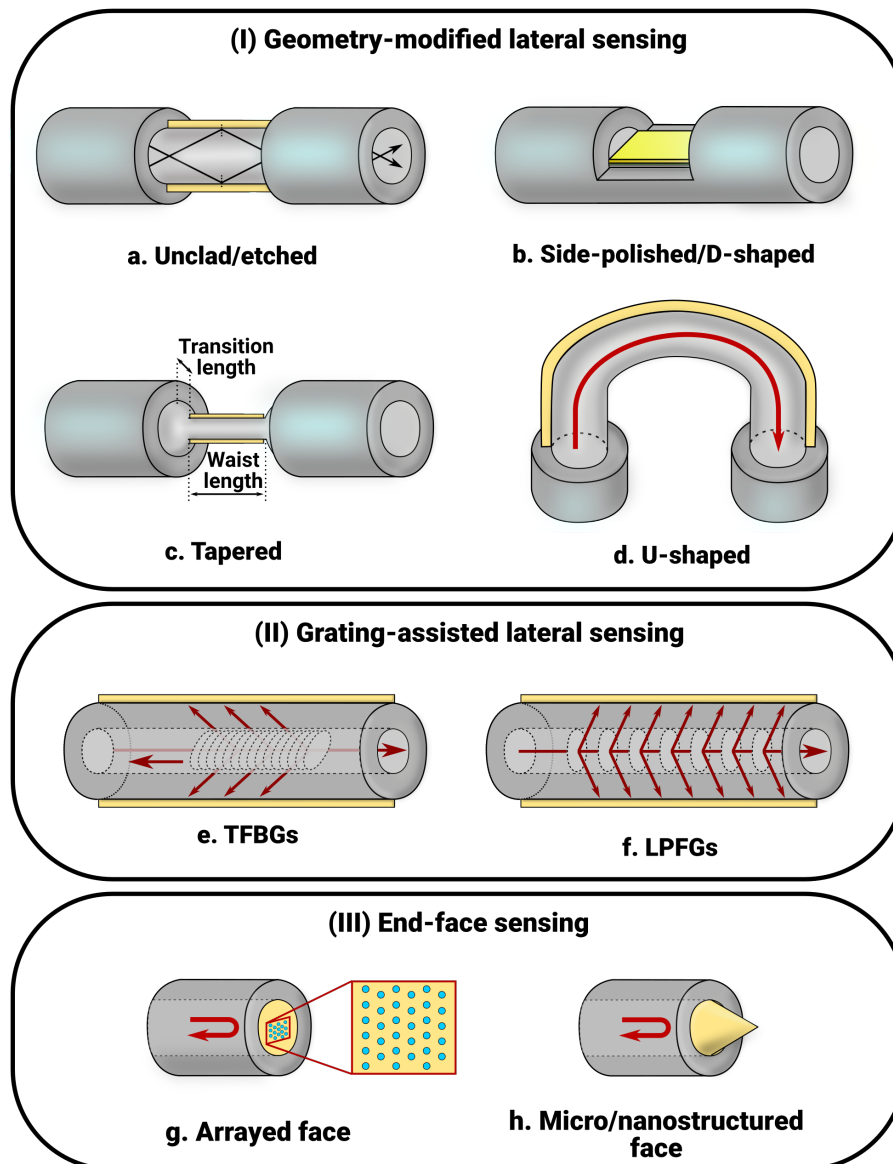 (I) Geometry-modified lateral sensing
a. Unclad/etched
b. Side-polished/D-shaped
Transition
length
Waist
length
c. Tapered
d. U-shaped
(II) Grating-assisted lateral sensing
e. TFBGs
f. LPFGs
(III) End-face sensing
g. Arrayed face
h. Micro/nanostructured
face